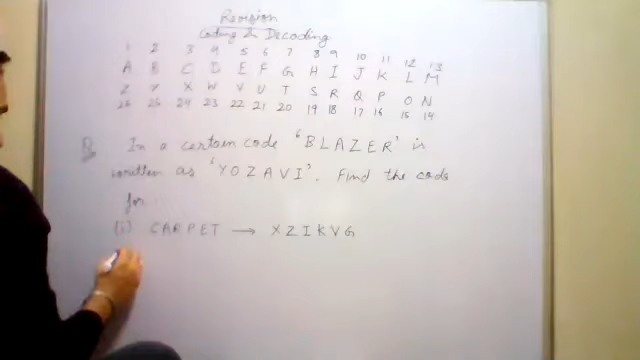 Revision
Coding & Decoding
1 2 3 4 5 6 7 8 9 10 11 12 13
A B C D E F G H I J K L M
Z Y X W V U T S R Q P O N
26 25 24 23 22 21 20 19 18 17 16 15 14
Q In a certain code 'BLAZER' is
written as 'YOZAVI'. Find the code
for
(i) CARPET → XZIKVG